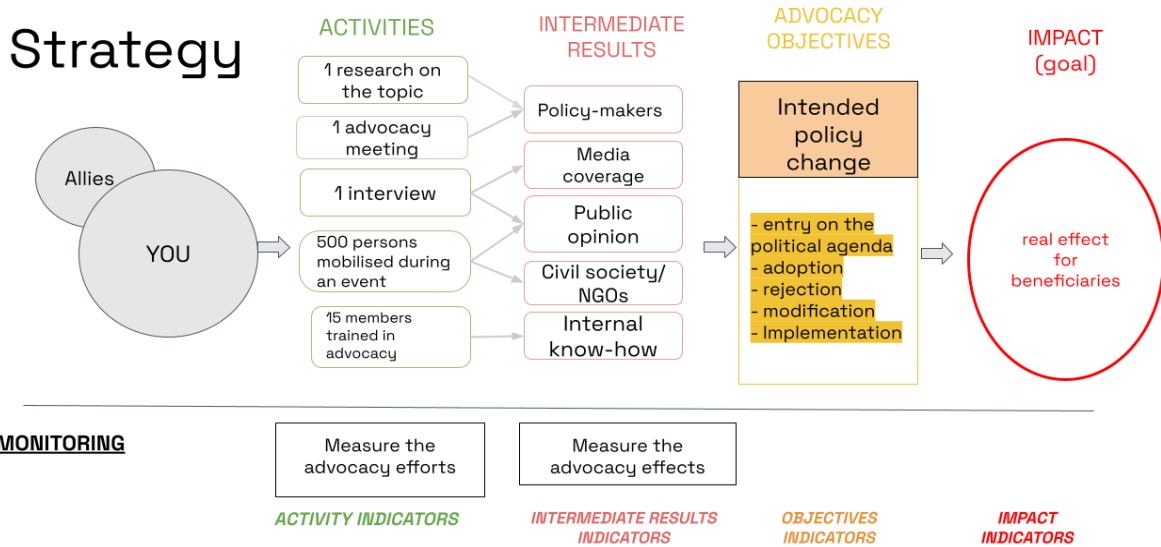 Strategy
ACTIVITIES
INTERMEDIATE
RESULTS
ADVOCACY
OBJECTIVES
IMPACT
(goal)
Allies
YOU
1 research on
the topic
1 advocacy
meeting
1 interview
500 persons
mobilised during
an event
15 members
trained in
advocacy
Policy-makers
Media
coverage
Public
opinion
Civil society/
NGOs
Internal
know-how
Intended
policy
change
- entry on the
political agenda
- adoption
- rejection
- modification
- Implementation
real effect
for
beneficiaries
MONITORING
Measure the
advocacy efforts
Measure the
advocacy effects
ACTIVITY INDICATORS
INTERMEDIATE RESULTS
INDICATORS
OBJECTIVES
INDICATORS
IMPACT
INDICATORS